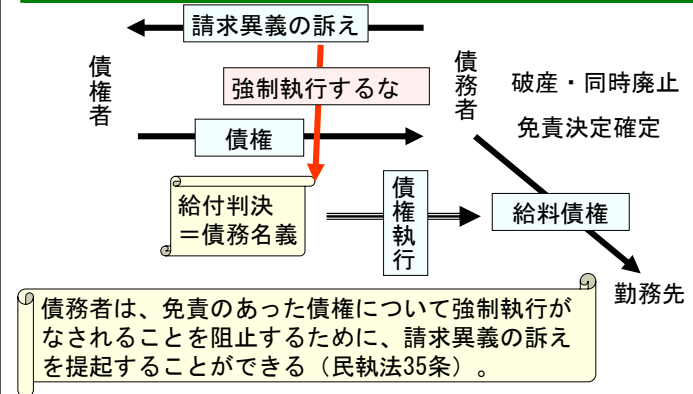 請求異義の訴え
債権者
強制執行するな
債務者
破産・同時廃止
免責決定確定
債権
給付判決
＝債務名義
債権執行
給料債権
勤務先
債務者は、免責のあった債権について強制執行が
なされることを阻止するために、請求異義の訴え
を提起することができる（民執法35条）。